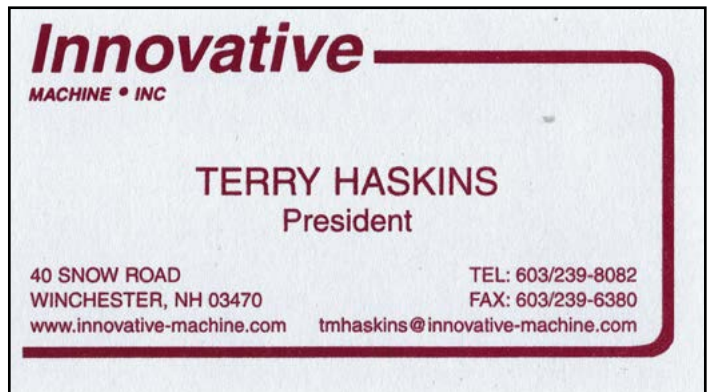 Innovative
MACHINE • INC
TERRY HASKINS
President
40 SNOW ROAD
WINCHESTER, NH 03470
www.innovative-machine.com
TEL: 603/239-8082
FAX: 603/239-6380
tmhaskins@innovative-machine.com